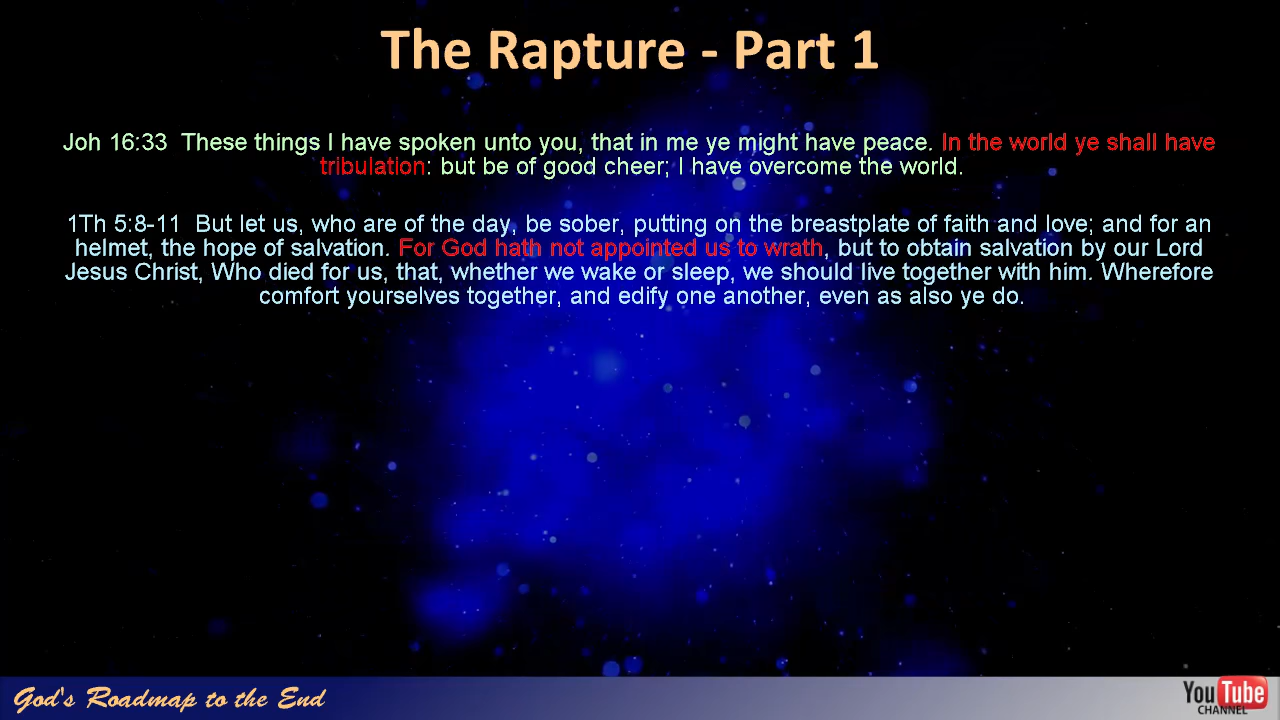 The Rapture - Part 1
Joh 16:33  These things I have spoken unto you, that in me ye might have peace. In the world ye shall have
tribulation: but be of good cheer; I have overcome the world.
1Th 5:8-11  But let us, who are of the day, be sober, putting on the breastplate of faith and love; and for an
helmet, the hope of salvation. For God hath not appointed us to wrath, but to obtain salvation by our Lord
Jesus Christ, Who died for us, that, whether we wake or sleep, we should live together with him. Wherefore
comfort yourselves together, and edify one another, even as also ye do.
God's Roadmap to the End
YouTube
CHANNEL